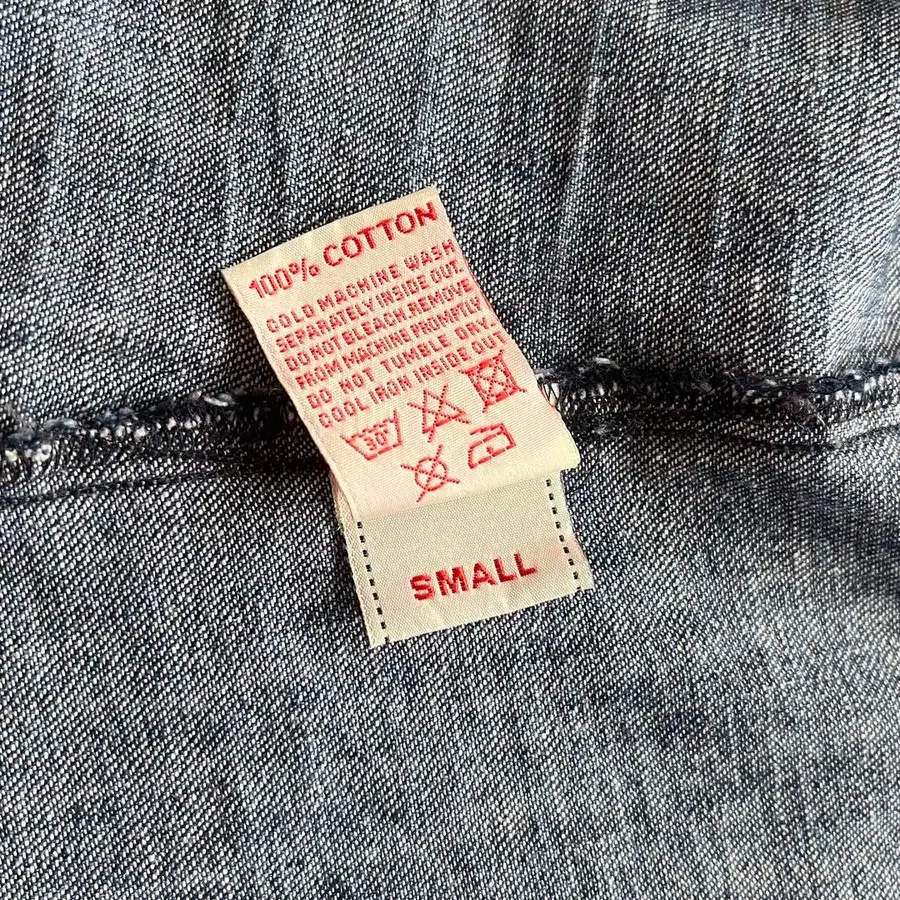 100% COTTON
COLD MACHINE WASH
SEPARATELY INSIDE OUT.
DO NOT BLEACH. REMOVE
FROM MACHINE PROMPTLY
DO NOT TUMBLE DRY.
COOL IRON INSIDE OUT
30°
SMALL